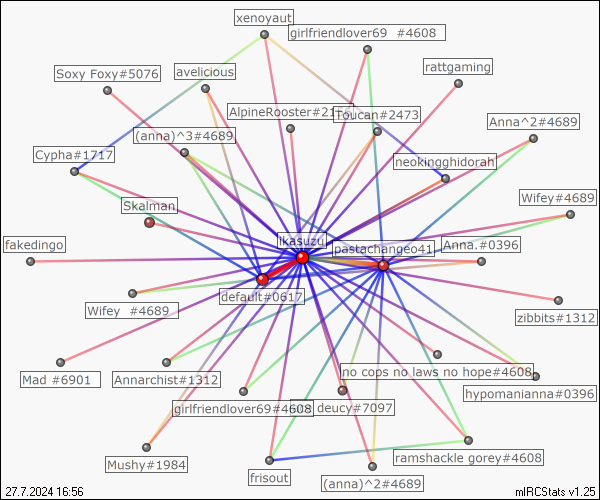 xenoyaut
girlfriendlover69 #4608
rattgaming
avelicious
Soxy Foxy#5076
Toucan#2473
Anna^2#4689
(anna)^3#4689
Cypha#1717
neokingghidorah
Wifey#4689
Skalman
fakedingo
ikasuzu
pastachangeo41
Anna.#0396
default#0617
Wifey #4689
zibbits#1312
Mad #6901
Annarchist#1312
no cops no laws no hope#4608
hypomanianna#0396
girlfriendlover69#4608
deucy#7097
Mushy#1984
frisout
ramshackle gorey#4608
(anna)^2#4689
27.7.2024 16:56
mIRCStats v1.25